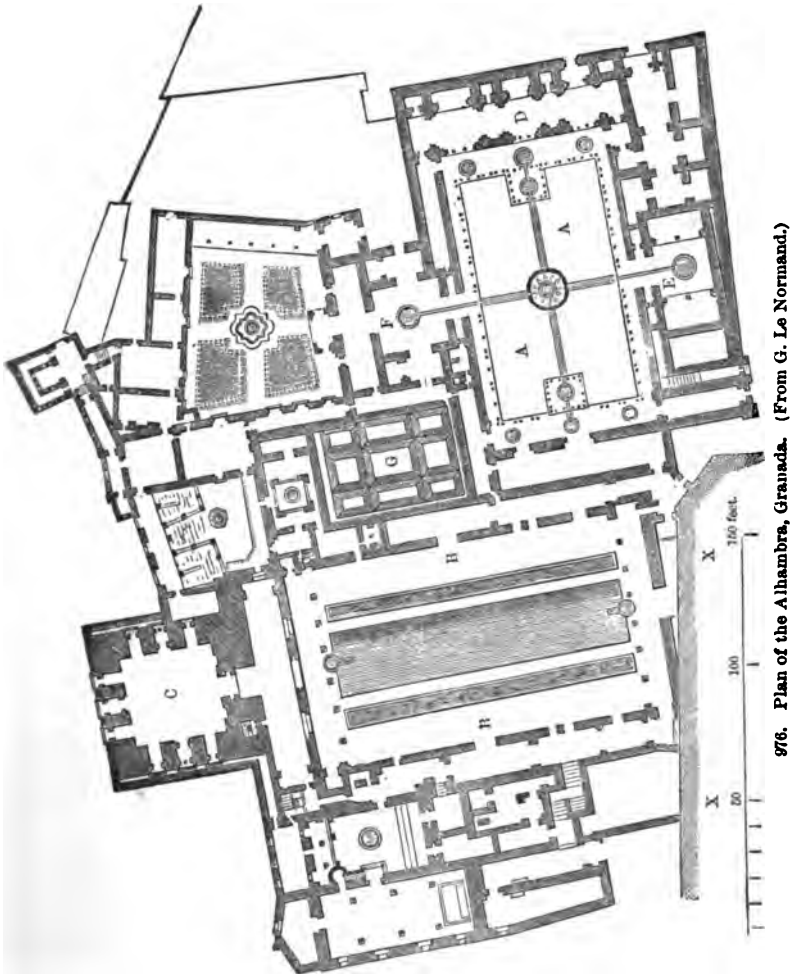 D
A
A
F
E
G
C
B
B
X
X
50
100
150 feet.
976. Plan of the Alhambra, Granada. (From G. Le Normand.)